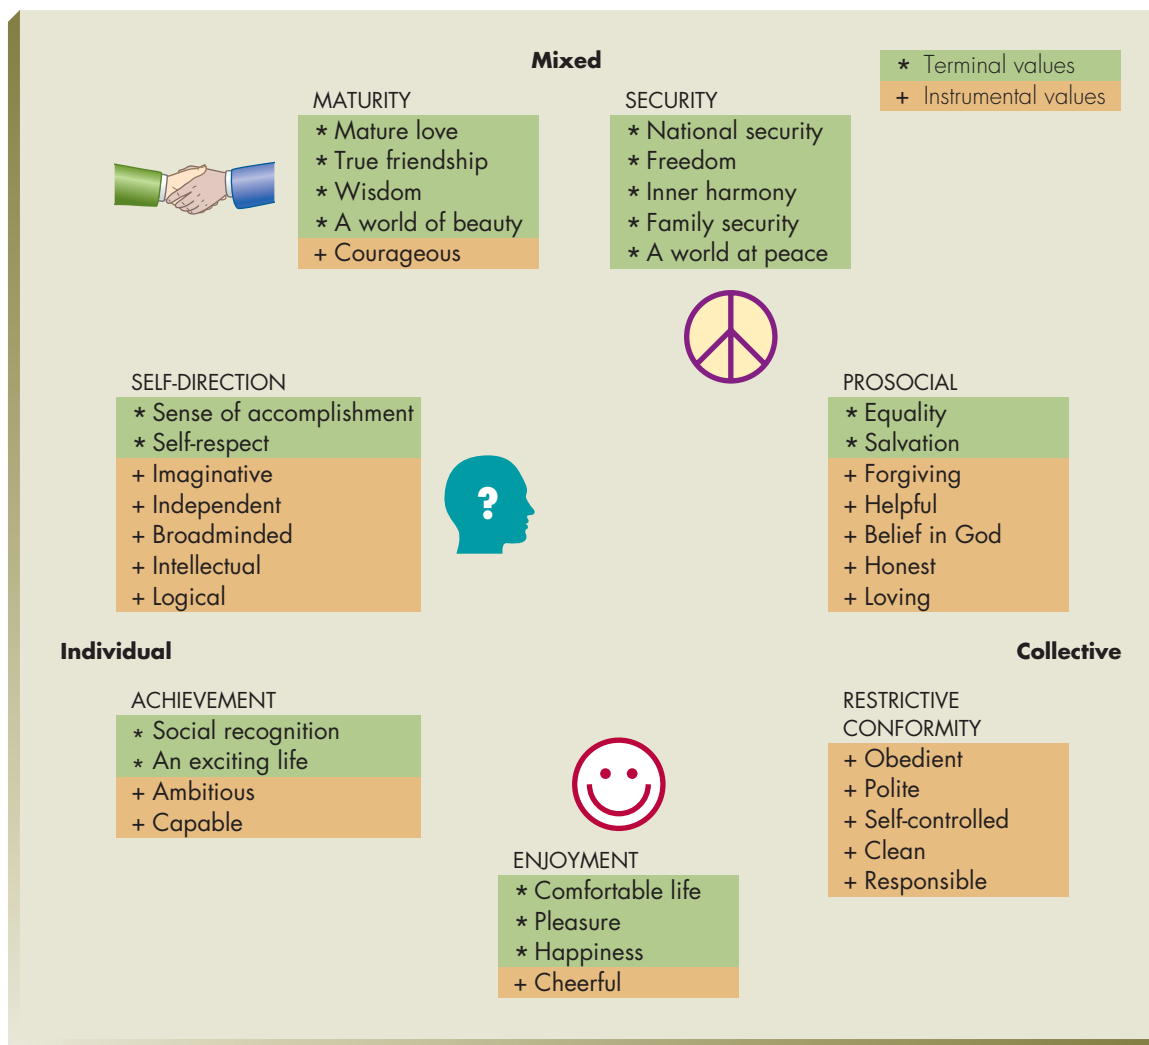 Mixed
* Terminal values
+ Instrumental values
MATURITY
* Mature love
* True friendship
* Wisdom
* A world of beauty
+ Courageous
SECURITY
* National security
* Freedom
* Inner harmony
* Family security
* A world at peace
SELF-DIRECTION
* Sense of accomplishment
* Self-respect
+ Imaginative
+ Independent
+ Broadminded
+ Intellectual
+ Logical
?
PROSOCIAL
* Equality
* Salvation
+ Forgiving
+ Helpful
+ Belief in God
+ Honest
+ Loving
Individual
Collective
ACHIEVEMENT
* Social recognition
* An exciting life
+ Ambitious
+ Capable
ENJOYMENT
* Comfortable life
* Pleasure
* Happiness
+ Cheerful
RESTRICTIVE
CONFORMITY
+ Obedient
+ Polite
+ Self-controlled
+ Clean
+ Responsible